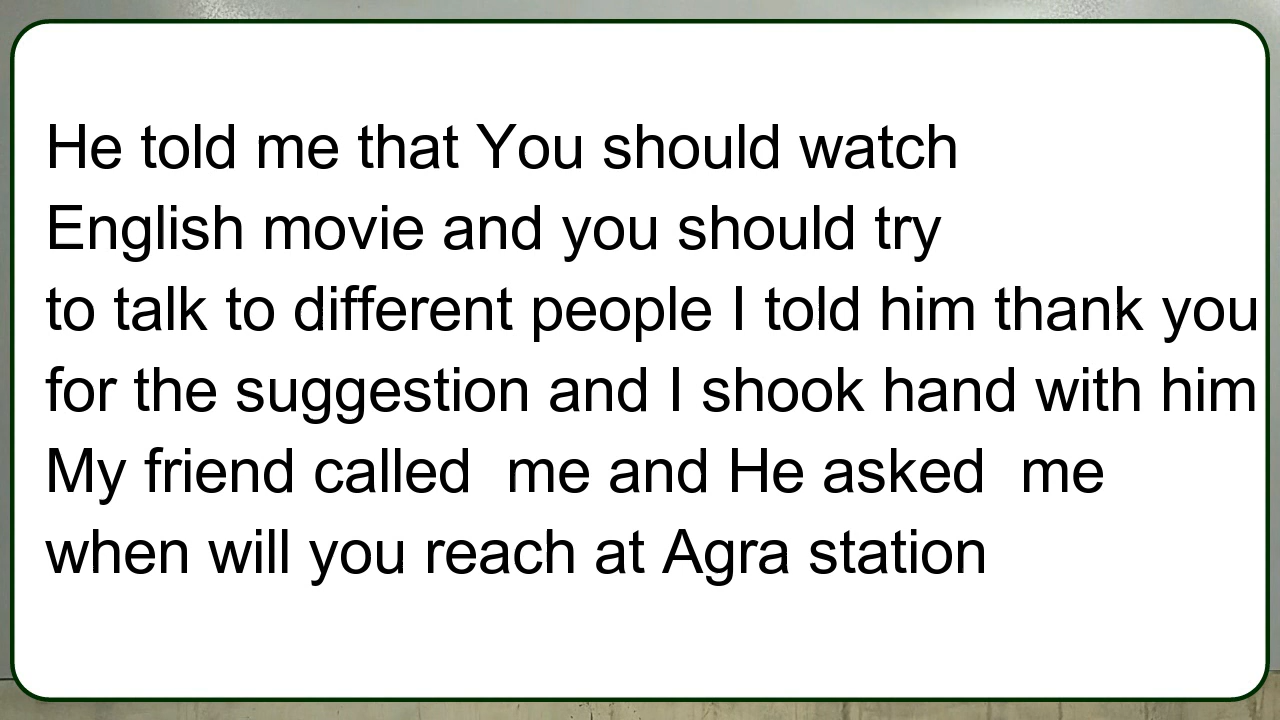 He told me that You should watch
English movie and you should try
to talk to different people I told him thank you
for the suggestion and I shook hand with him
My friend called  me and He asked  me
when will you reach at Agra station